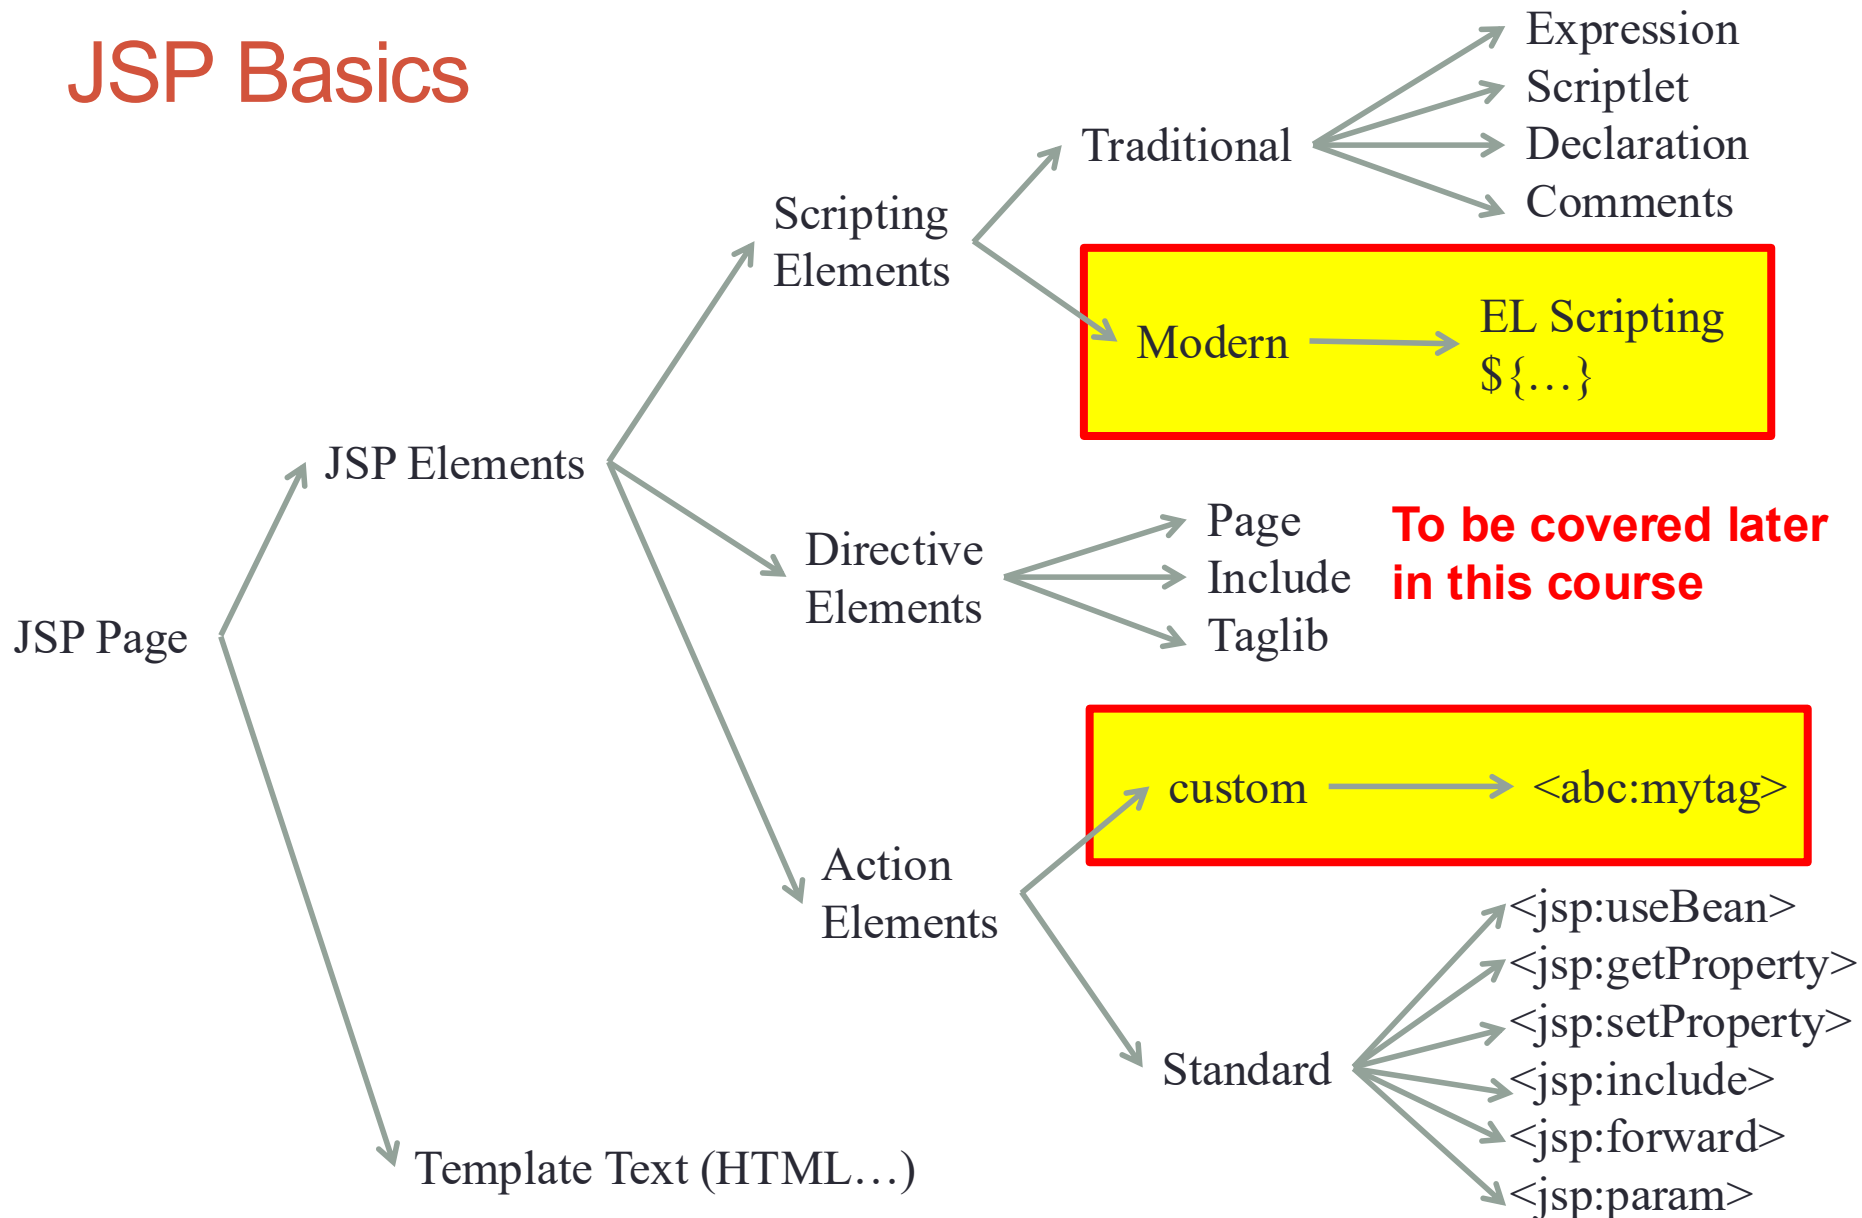 JSP Basics
Expression
Scriptlet
Declaration
Comments
Traditional
Scripting
Elements
Modern
EL Scripting
${…}
JSP Elements
Directive
Elements
Page
Include
Taglib
To be covered later
in this course
JSP Page
custom
<abc:mytag>
Action
Elements
Standard
<jsp:useBean>
<jsp:getProperty>
<jsp:setProperty>
<jsp:include>
<jsp:forward>
<jsp:param>
Template Text (HTML…)